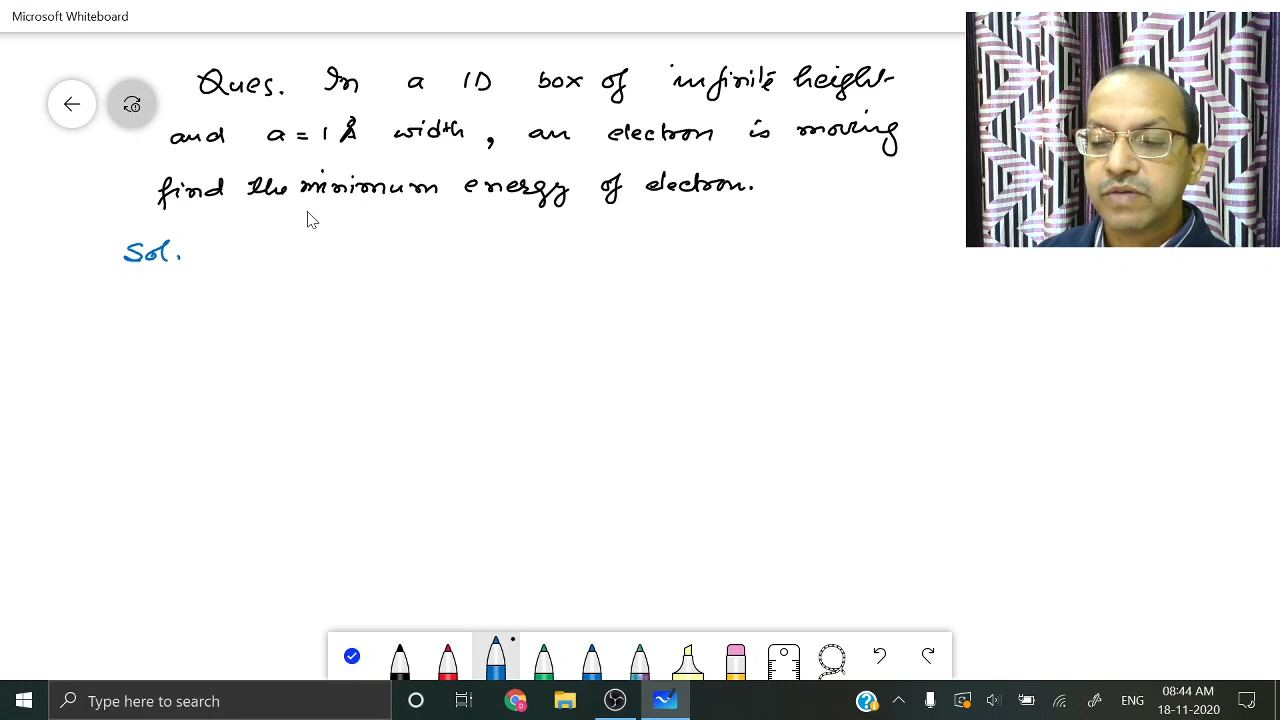 Microsoft Whiteboard
Ques. In a 1D box of infinite height
and a = 1 Å width, an electron is moving
find the minimum energy of electron.
Sol.
Type here to search
ENG
08:44 AM
18-11-2020